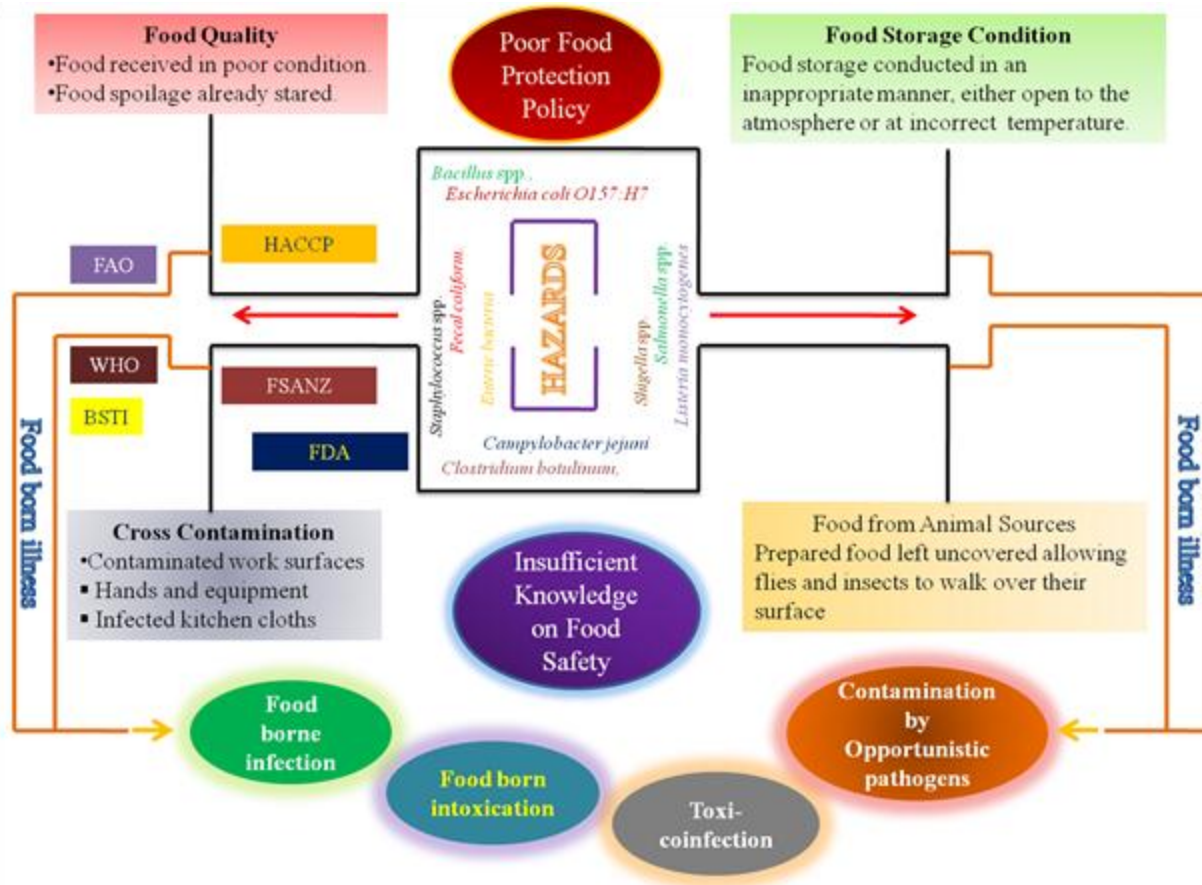 Food Quality
•Food received in poor condition.
•Food spoilage already stared.
Poor Food
Protection
Policy
Food Storage Condition
Food storage conducted in an
inappropriate manner, either open to the
atmosphere or at incorrect temperature.
Bacillus spp.,
Escherichia coli O157:H7
HACCP
FAO
Staphylococcus spp.
Fecal coliform.
Enteric bacteria
HAZARDS
Shigella spp.
Salmonella spp.
Listeria monocytogenes
WHO
FSANZ
BSTI
FDA
Campylobacter jejuni
Clostridium botulinum,
Food born illness
Food born illness
Cross Contamination
•Contaminated work surfaces
▪ Hands and equipment
▪ Infected kitchen cloths
Insufficient
Knowledge
on Food
Safety
Food from Animal Sources
Prepared food left uncovered allowing
flies and insects to walk over their
surface
Food
borne
infection
Food born
intoxication
Toxi-
coinfection
Contamination
by
Opportunistic
pathogens